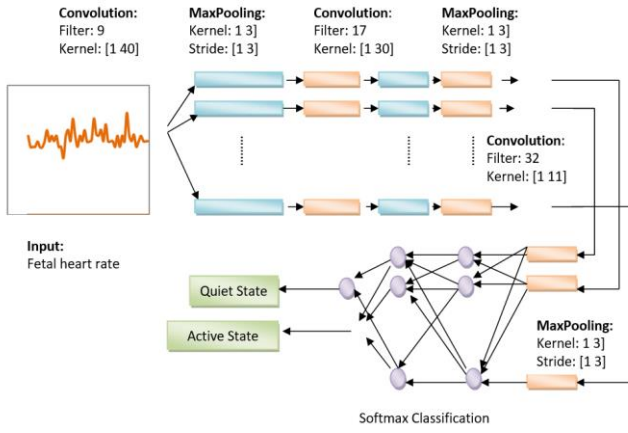 Convolution:
Filter: 9
Kernel: [1 40]
MaxPooling:
Kernel: 1 3]
Stride: [1 3]
Convolution:
Filter: 17
Kernel: [1 30]
MaxPooling:
Kernel: 1 3]
Stride: [1 3]
Convolution:
Filter: 32
Kernel: [1 11]
Input:
Fetal heart rate
Quiet State
Active State
MaxPooling:
Kernel: 1 3]
Stride: [1 3]
Softmax Classification